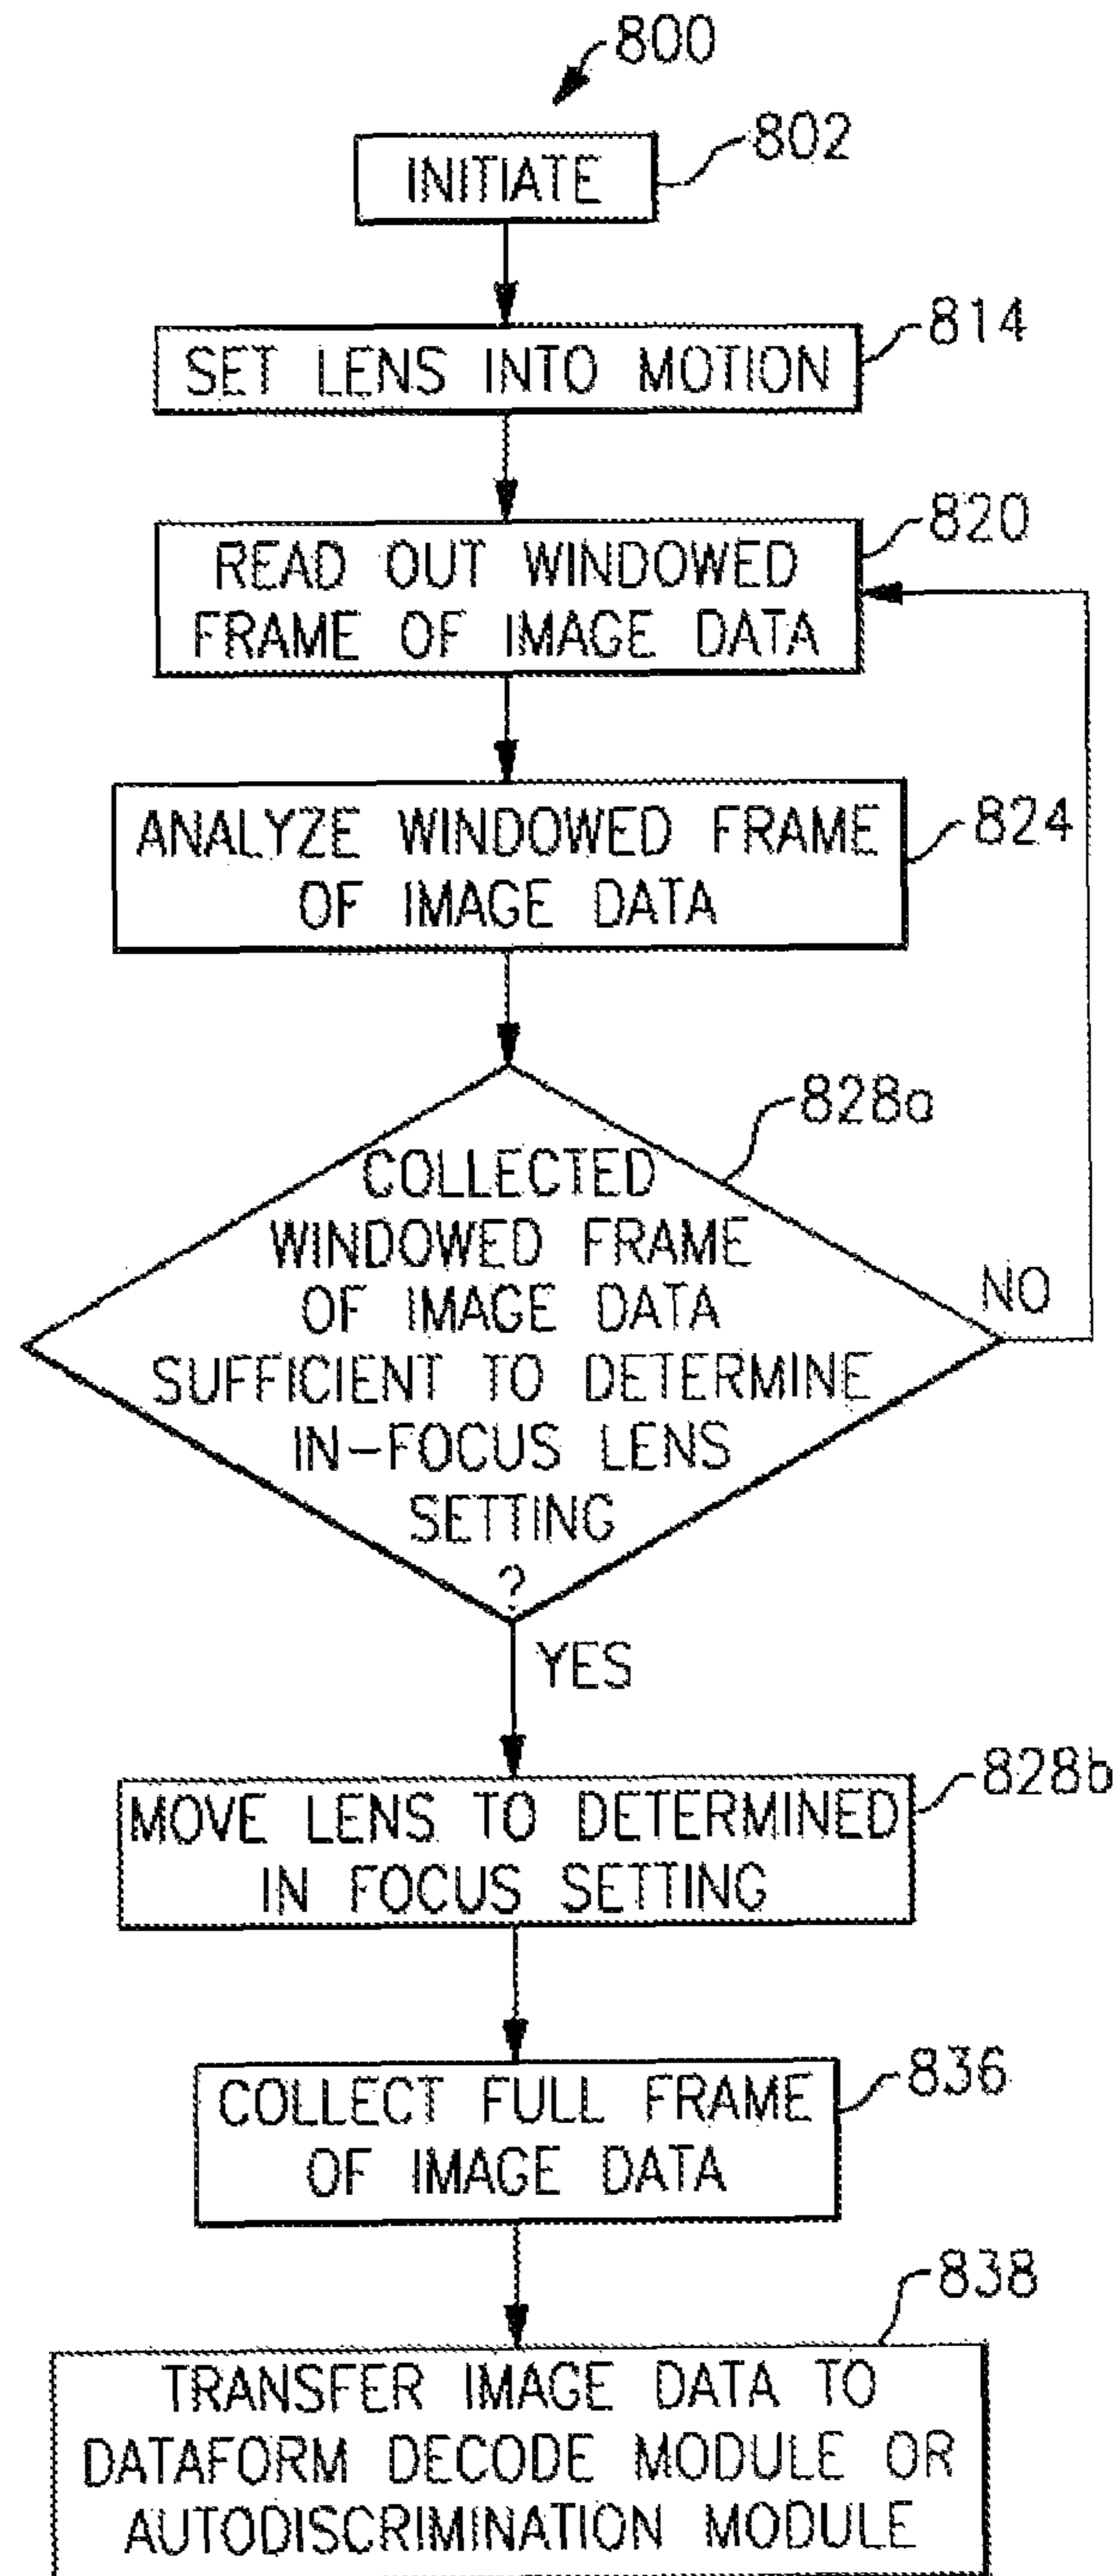 800
INITIATE
802
SET LENS INTO MOTION
814
820
READ OUT WINDOWED
FRAME OF IMAGE DATA
ANALYZE WINDOWED FRAME
OF IMAGE DATA
824
828a
COLLECTED
WINDOWED FRAME
OF IMAGE DATA
SUFFICIENT TO DETERMINE
IN-FOCUS LENS
SETTING
?
NO
YES
828b
MOVE LENS TO DETERMINED
IN FOCUS SETTING
836
COLLECT FULL FRAME
OF IMAGE DATA
838
TRANSFER IMAGE DATA TO
DATAFORM DECODE MODULE OR
AUTODISCRIMINATION MODULE